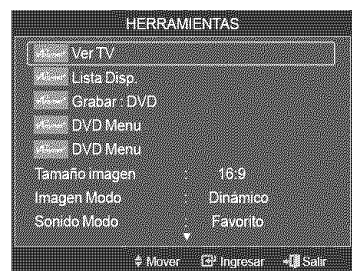 HERRAMIENTAS
Ver TV
Lista Disp.
Grabar : DVD
DVD Menu
DVD Menu
Tamaño imagen : 16:9
Imagen Modo : Dinámico
Sonido Modo : Favorito
Mover Ingresar Salir